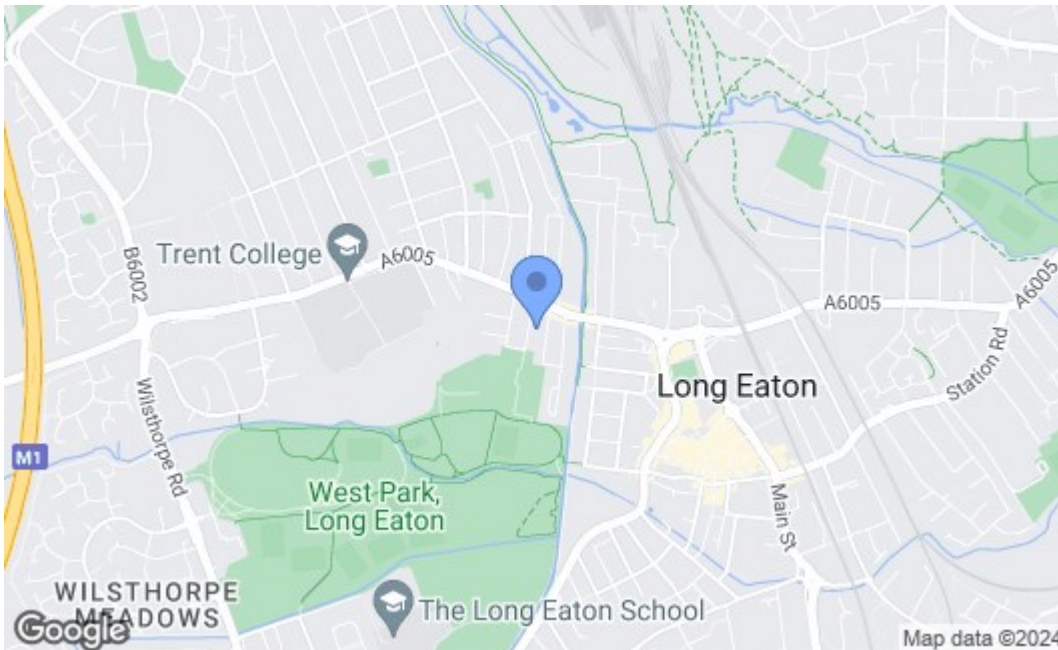 Trent College
A6005
B6002
A6005
A6005
Long Eaton
Station Rd
Wilsthorpe Rd
M1
West Park,
Long Eaton
Main St
WILSTHORPE
MEADOWS
The Long Eaton School
Google
Map data ©2024